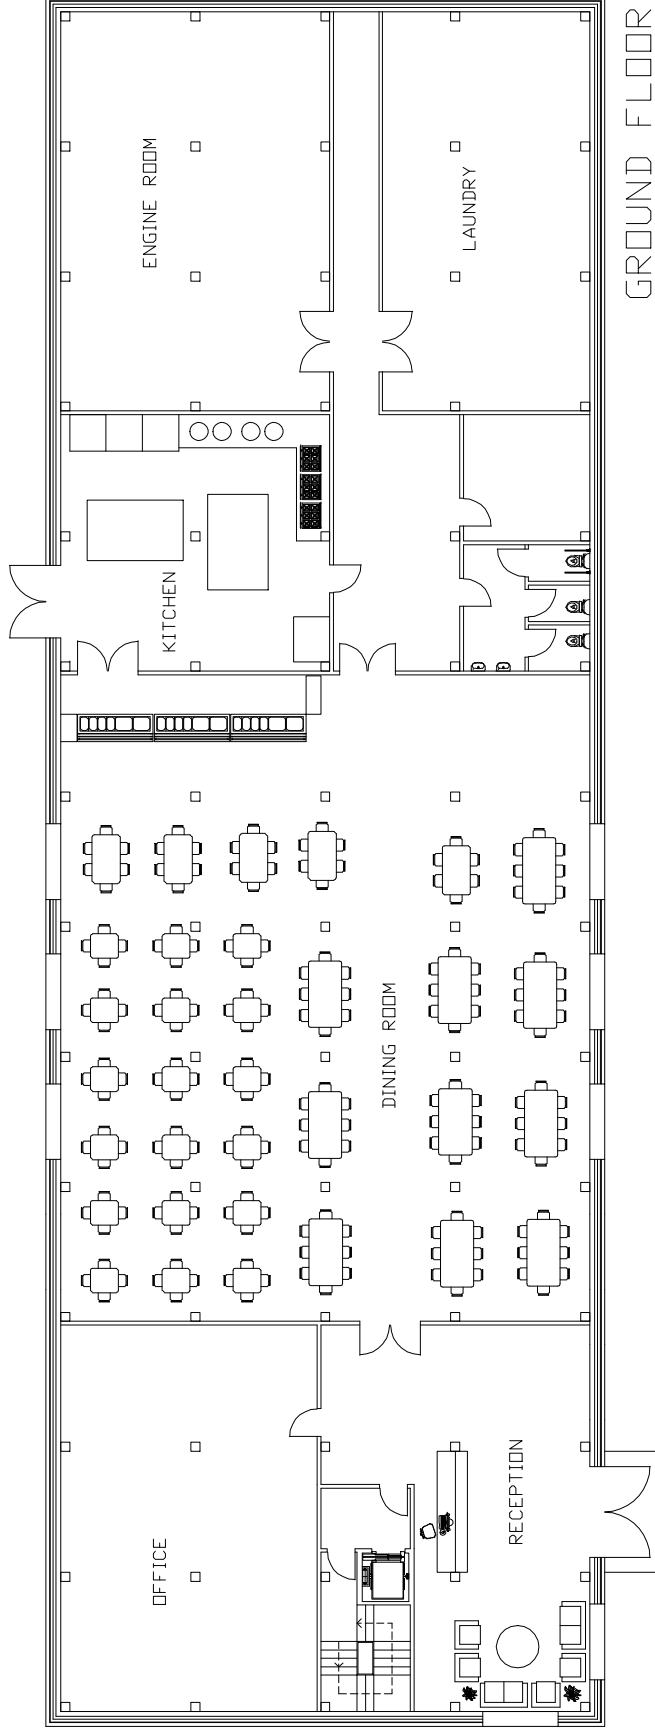 GROUND FLOOR
ENGINE ROOM
LAUNDRY
KITCHEN
DINING ROOM
RECEPTION
OFFICE